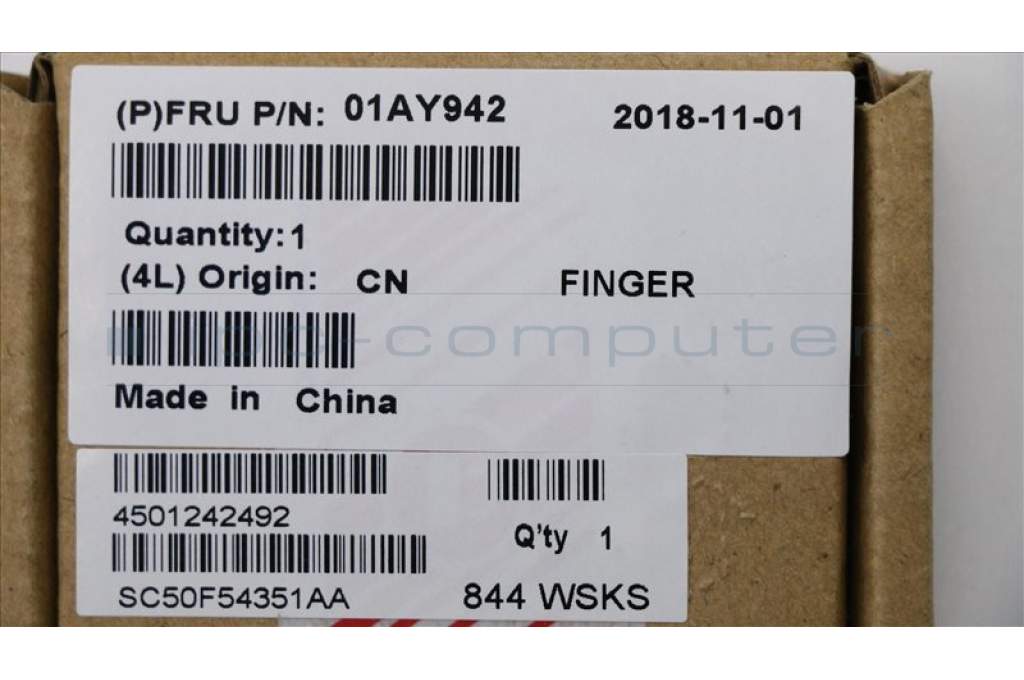 (P)FRU P/N: 01AY942 2018-11-01
Quantity:1
(4L) Origin: CN FINGER
ipc-computer
Made in China
4501242492
Q'ty 1
SC50F54351AA 844 WSKS